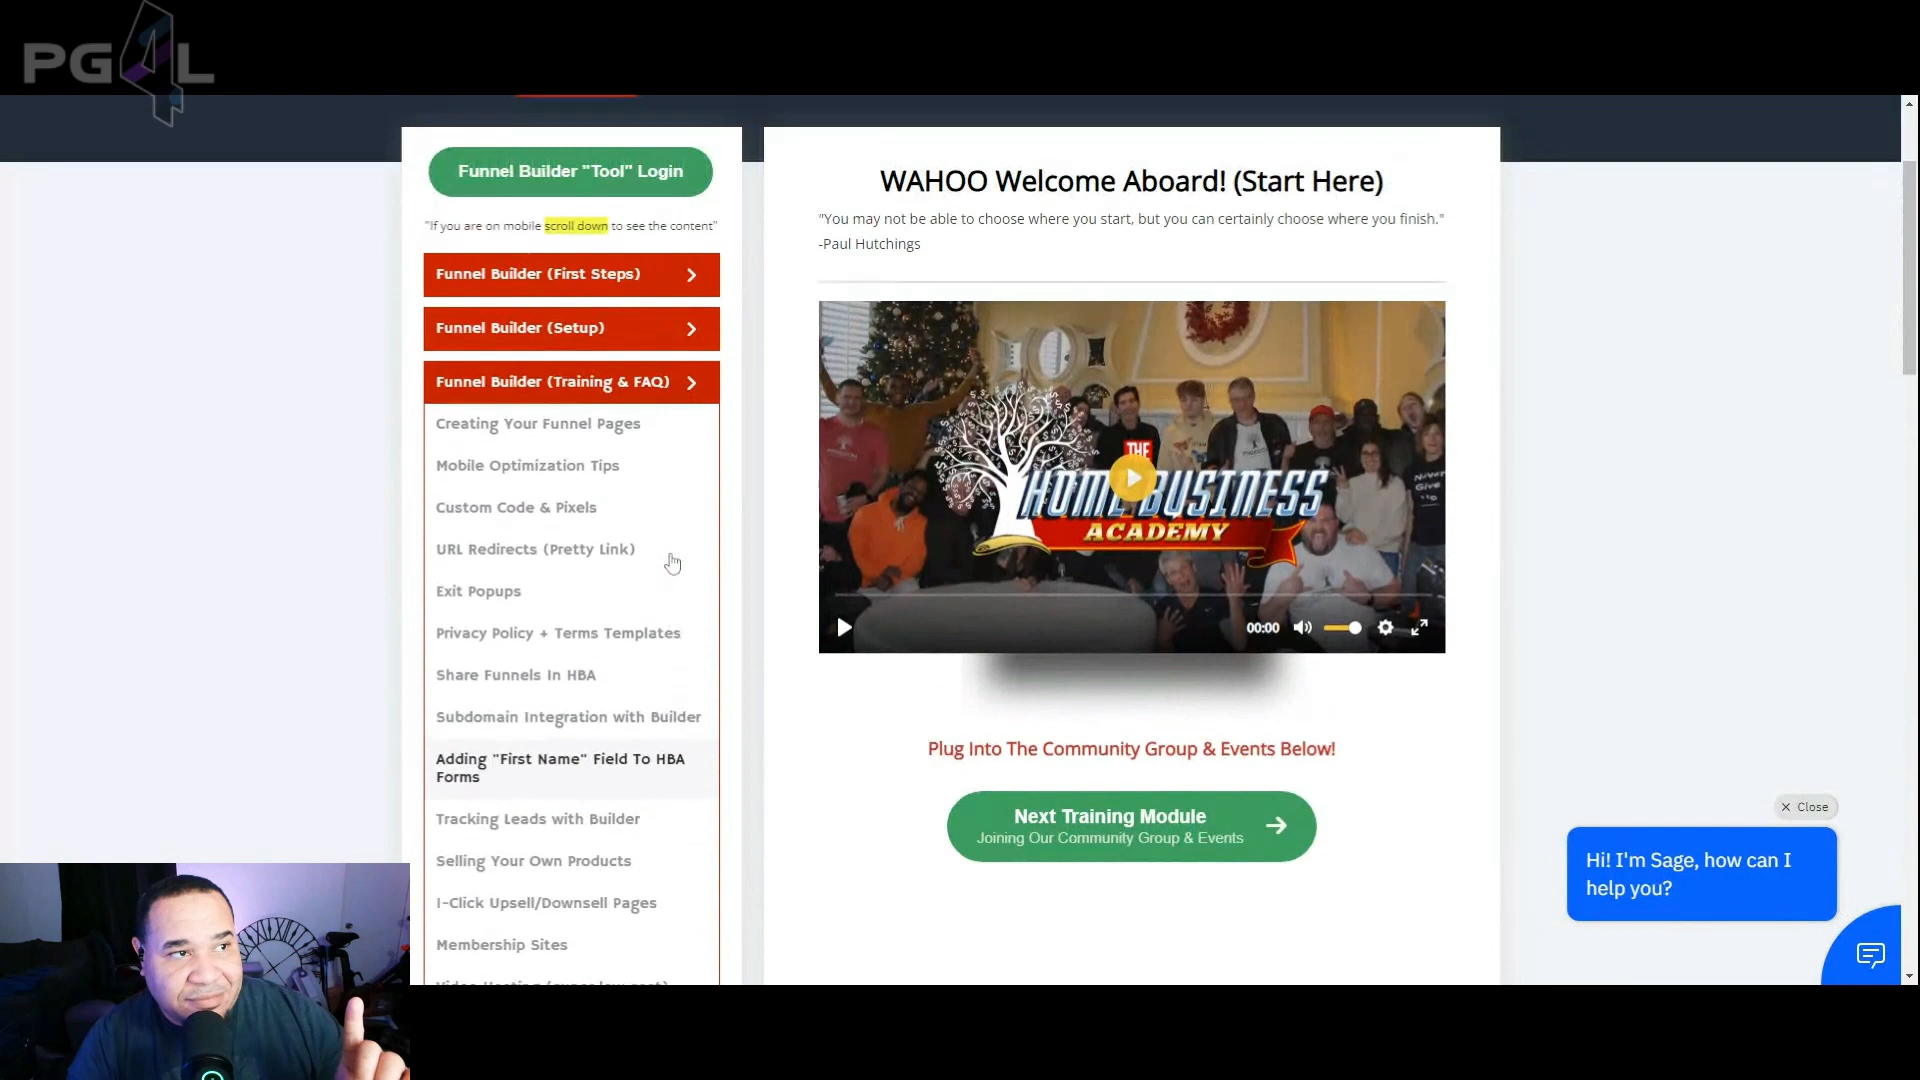 PG4L
Funnel Builder "Tool" Login
"If you are on mobile scroll down to see the content"
Funnel Builder (First Steps)
Funnel Builder (Setup)
Funnel Builder (Training & FAQ)
Creating Your Funnel Pages
Mobile Optimization Tips
Custom Code & Pixels
URL Redirects (Pretty Link)
Exit Popups
Privacy Policy + Terms Templates
Share Funnels In HBA
Subdomain Integration with Builder
Adding "First Name" Field To HBA
Forms
Tracking Leads with Builder
Selling Your Own Products
1-Click Upsell/Downsell Pages
Membership Sites
WAHOO Welcome Aboard! (Start Here)
"You may not be able to choose where you start, but you can certainly choose where you finish."
-Paul Hutchings
THE
HOME BUSINESS
ACADEMY
00:00
Plug Into The Community Group & Events Below!
Next Training Module
Joining Our Community Group & Events
Close
Hi! I'm Sage, how can I
help you?